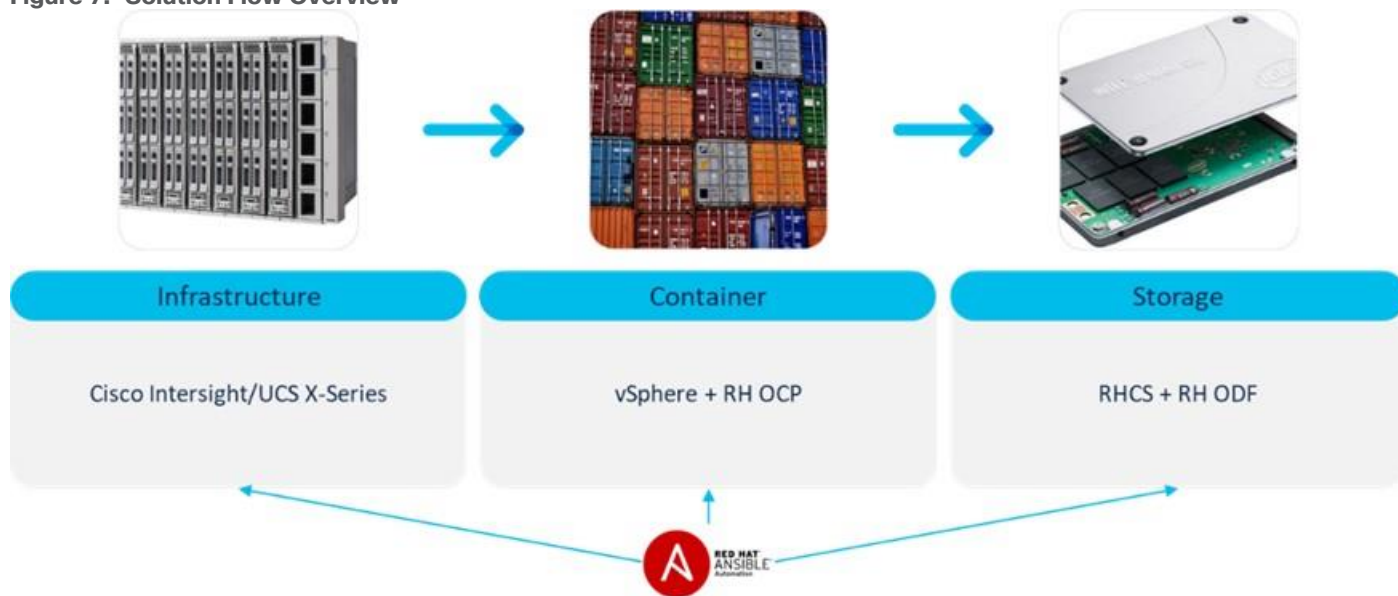 Figure 7. Solution Flow Overview
Infrastructure
Container
Storage
Cisco Intersight/UCS X-Series
vSphere + RH OCP
RHCS + RH ODF
RED HAT
ANSIBLE
Automation